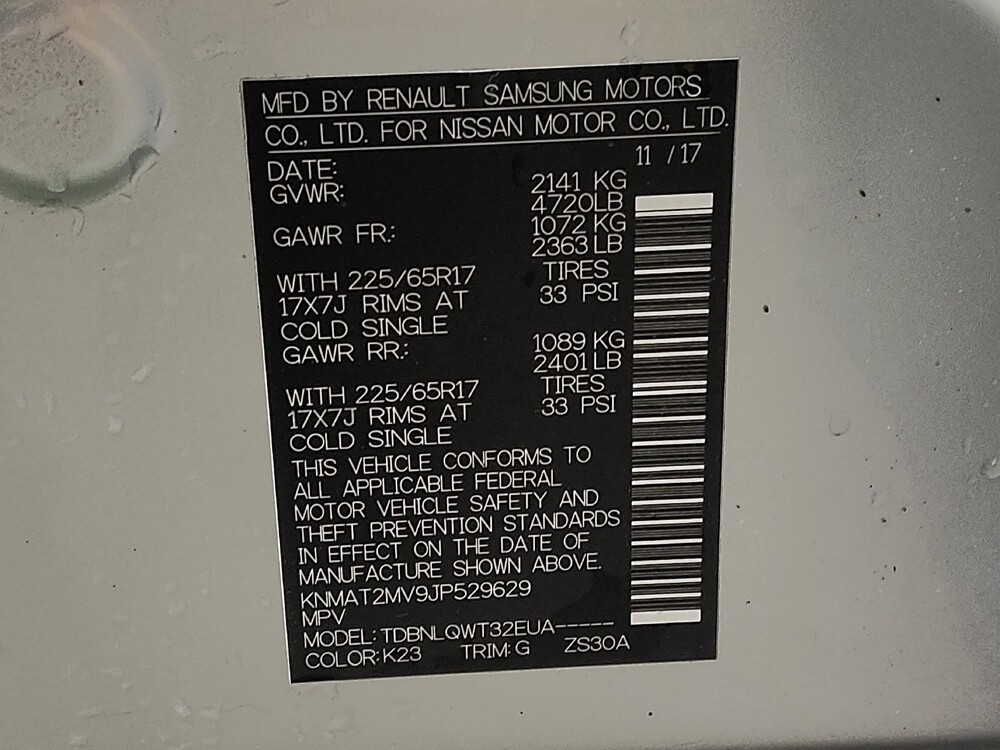 MFD BY RENAULT SAMSUNG MOTORS
CO., LTD. FOR NISSAN MOTOR CO., LTD.
DATE: 11 / 17
GVWR: 2141 KG
4720LB
GAWR FR.: 1072 KG
2363 LB
WITH 225/65R17 TIRES
17X7J RIMS AT 33 PSI
COLD SINGLE
GAWR RR.: 1089 KG
2401 LB
WITH 225/65R17 TIRES
17X7J RIMS AT 33 PSI
COLD SINGLE
THIS VEHICLE CONFORMS TO
ALL APPLICABLE FEDERAL
MOTOR VEHICLE SAFETY AND
THEFT PREVENTION STANDARDS
IN EFFECT ON THE DATE OF
MANUFACTURE SHOWN ABOVE.
KNMAT2MV9JP529629
MPV
MODEL: TDBNLQWT32EUA-----
COLOR: K23 TRIM: G ZS30A